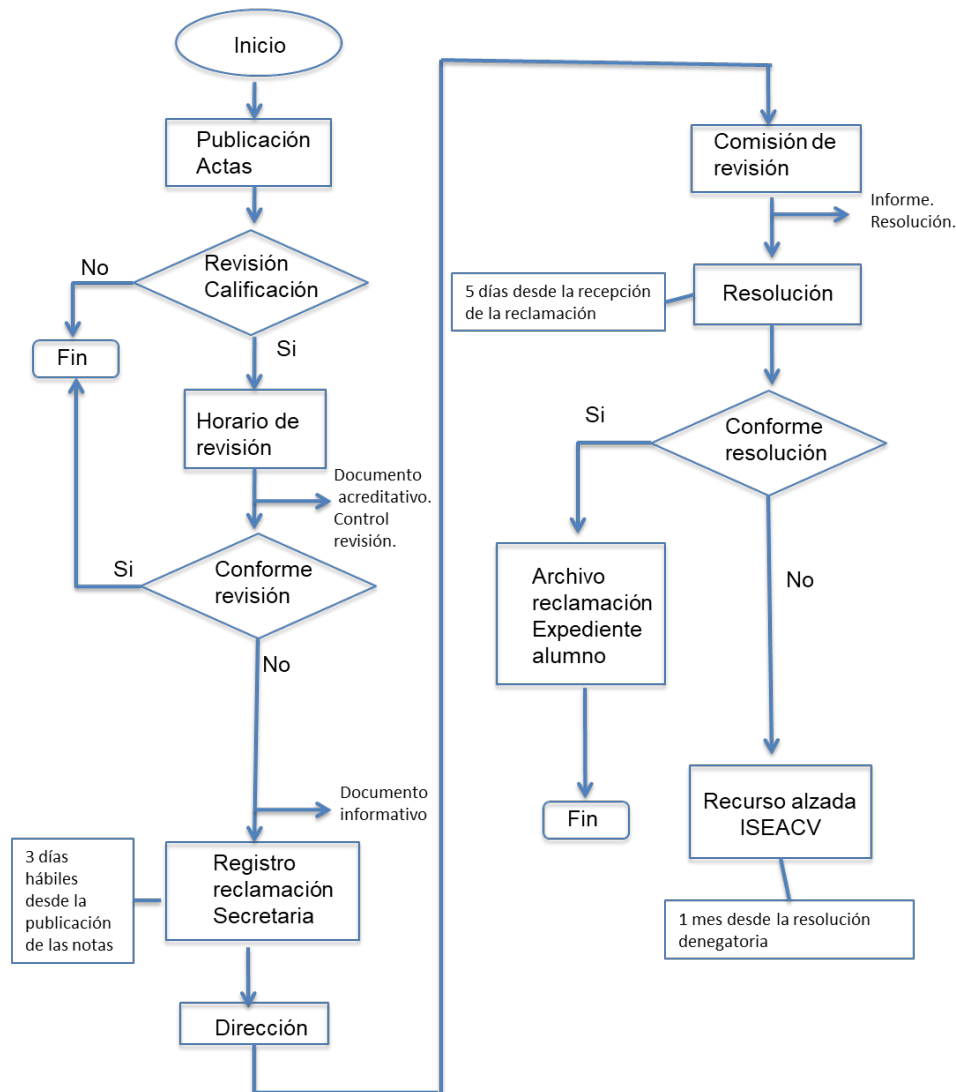 Inicio
Publicación
Actas
Revisión
Calificación
No
Fin
Si
Horario de
revisión
Documento
acreditativo.
Control
revisión.
Conforme
revisión
Si
No
Documento
informativo
3 días
hábiles
desde la
publicación
de las notas
Registro
reclamación
Secretaria
Dirección
Comisión de
revisión
Informe.
Resolución.
5 días desde la recepción
de la reclamación
Resolución
Conforme
resolución
Si
Archivo
reclamación
Expediente
alumno
Fin
No
Recurso alzada
ISEACV
1 mes desde la resolución
denegatoria